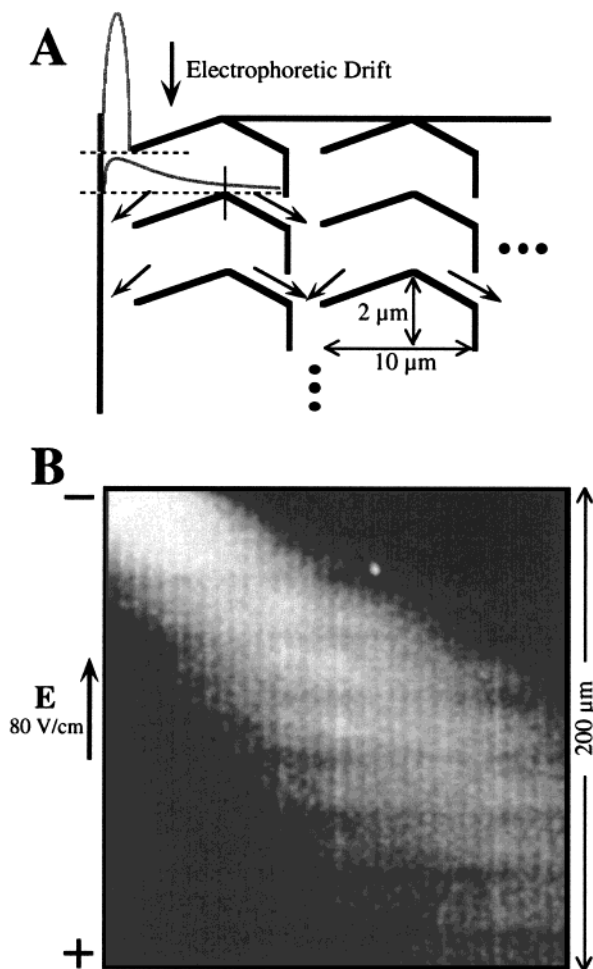 A
Electrophoretic Drift
2 µm
10 µm
B
−
E
80 V/cm
200 µm
+